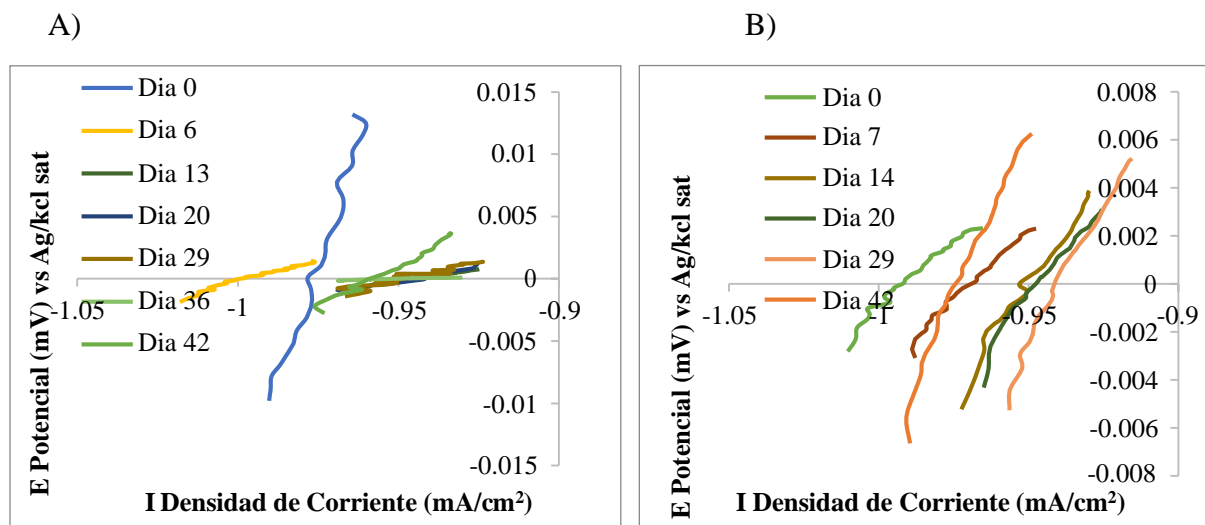 A)
B)
Dia 0
Dia 6
Dia 13
Dia 20
Dia 29
Dia 36
Dia 42
0.015
0.01
0.005
0
-0.005
-0.01
-0.015
-1.05
-1
-0.95
-0.9
E Potencial (mV) vs Ag/kcl sat
I Densidad de Corriente (mA/cm²)
Dia 0
Dia 7
Dia 14
Dia 20
Dia 29
Dia 42
0.008
0.006
0.004
0.002
0
-0.002
-0.004
-0.006
-0.008
-1.05
-1
-0.95
-0.9
E Potencial (mV) vs Ag/kcl sat
I Densidad de Corriente (mA/cm²)